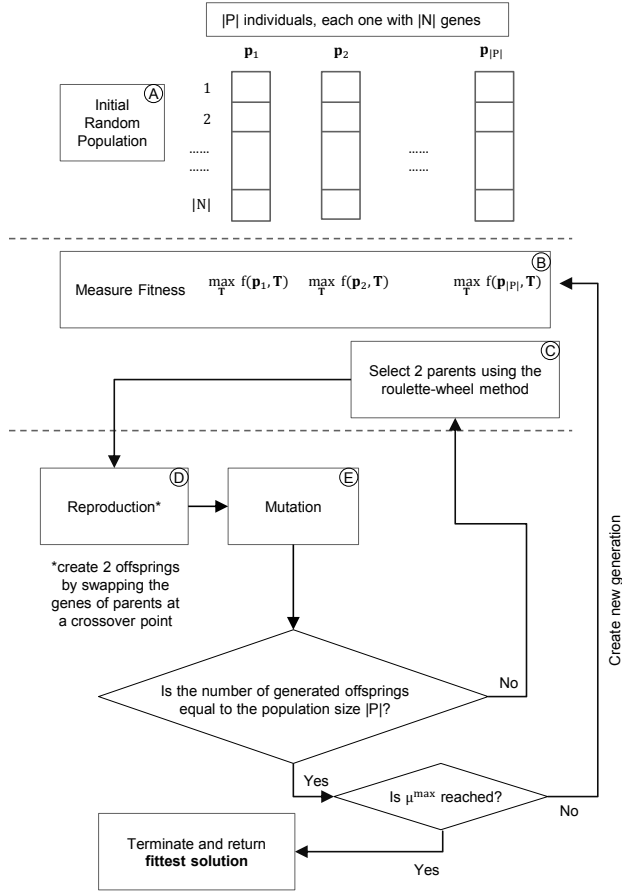 |P| individuals, each one with |N| genes
p1 p2 p|P|
A
Initial
Random
Population
1
2
......
......
|N|
......
......
B
Measure Fitness max T f(p1, T) max T f(p2, T) max T f(p|P|, T)
C
Select 2 parents using the
roulette-wheel method
D
Reproduction*
E
Mutation
*create 2 offsprings
by swapping the
genes of parents at
a crossover point
Create new generation
Is the number of generated offsprings
equal to the population size |P|?
No
Yes
Is μmax reached?
No
Yes
Terminate and return
fittest solution